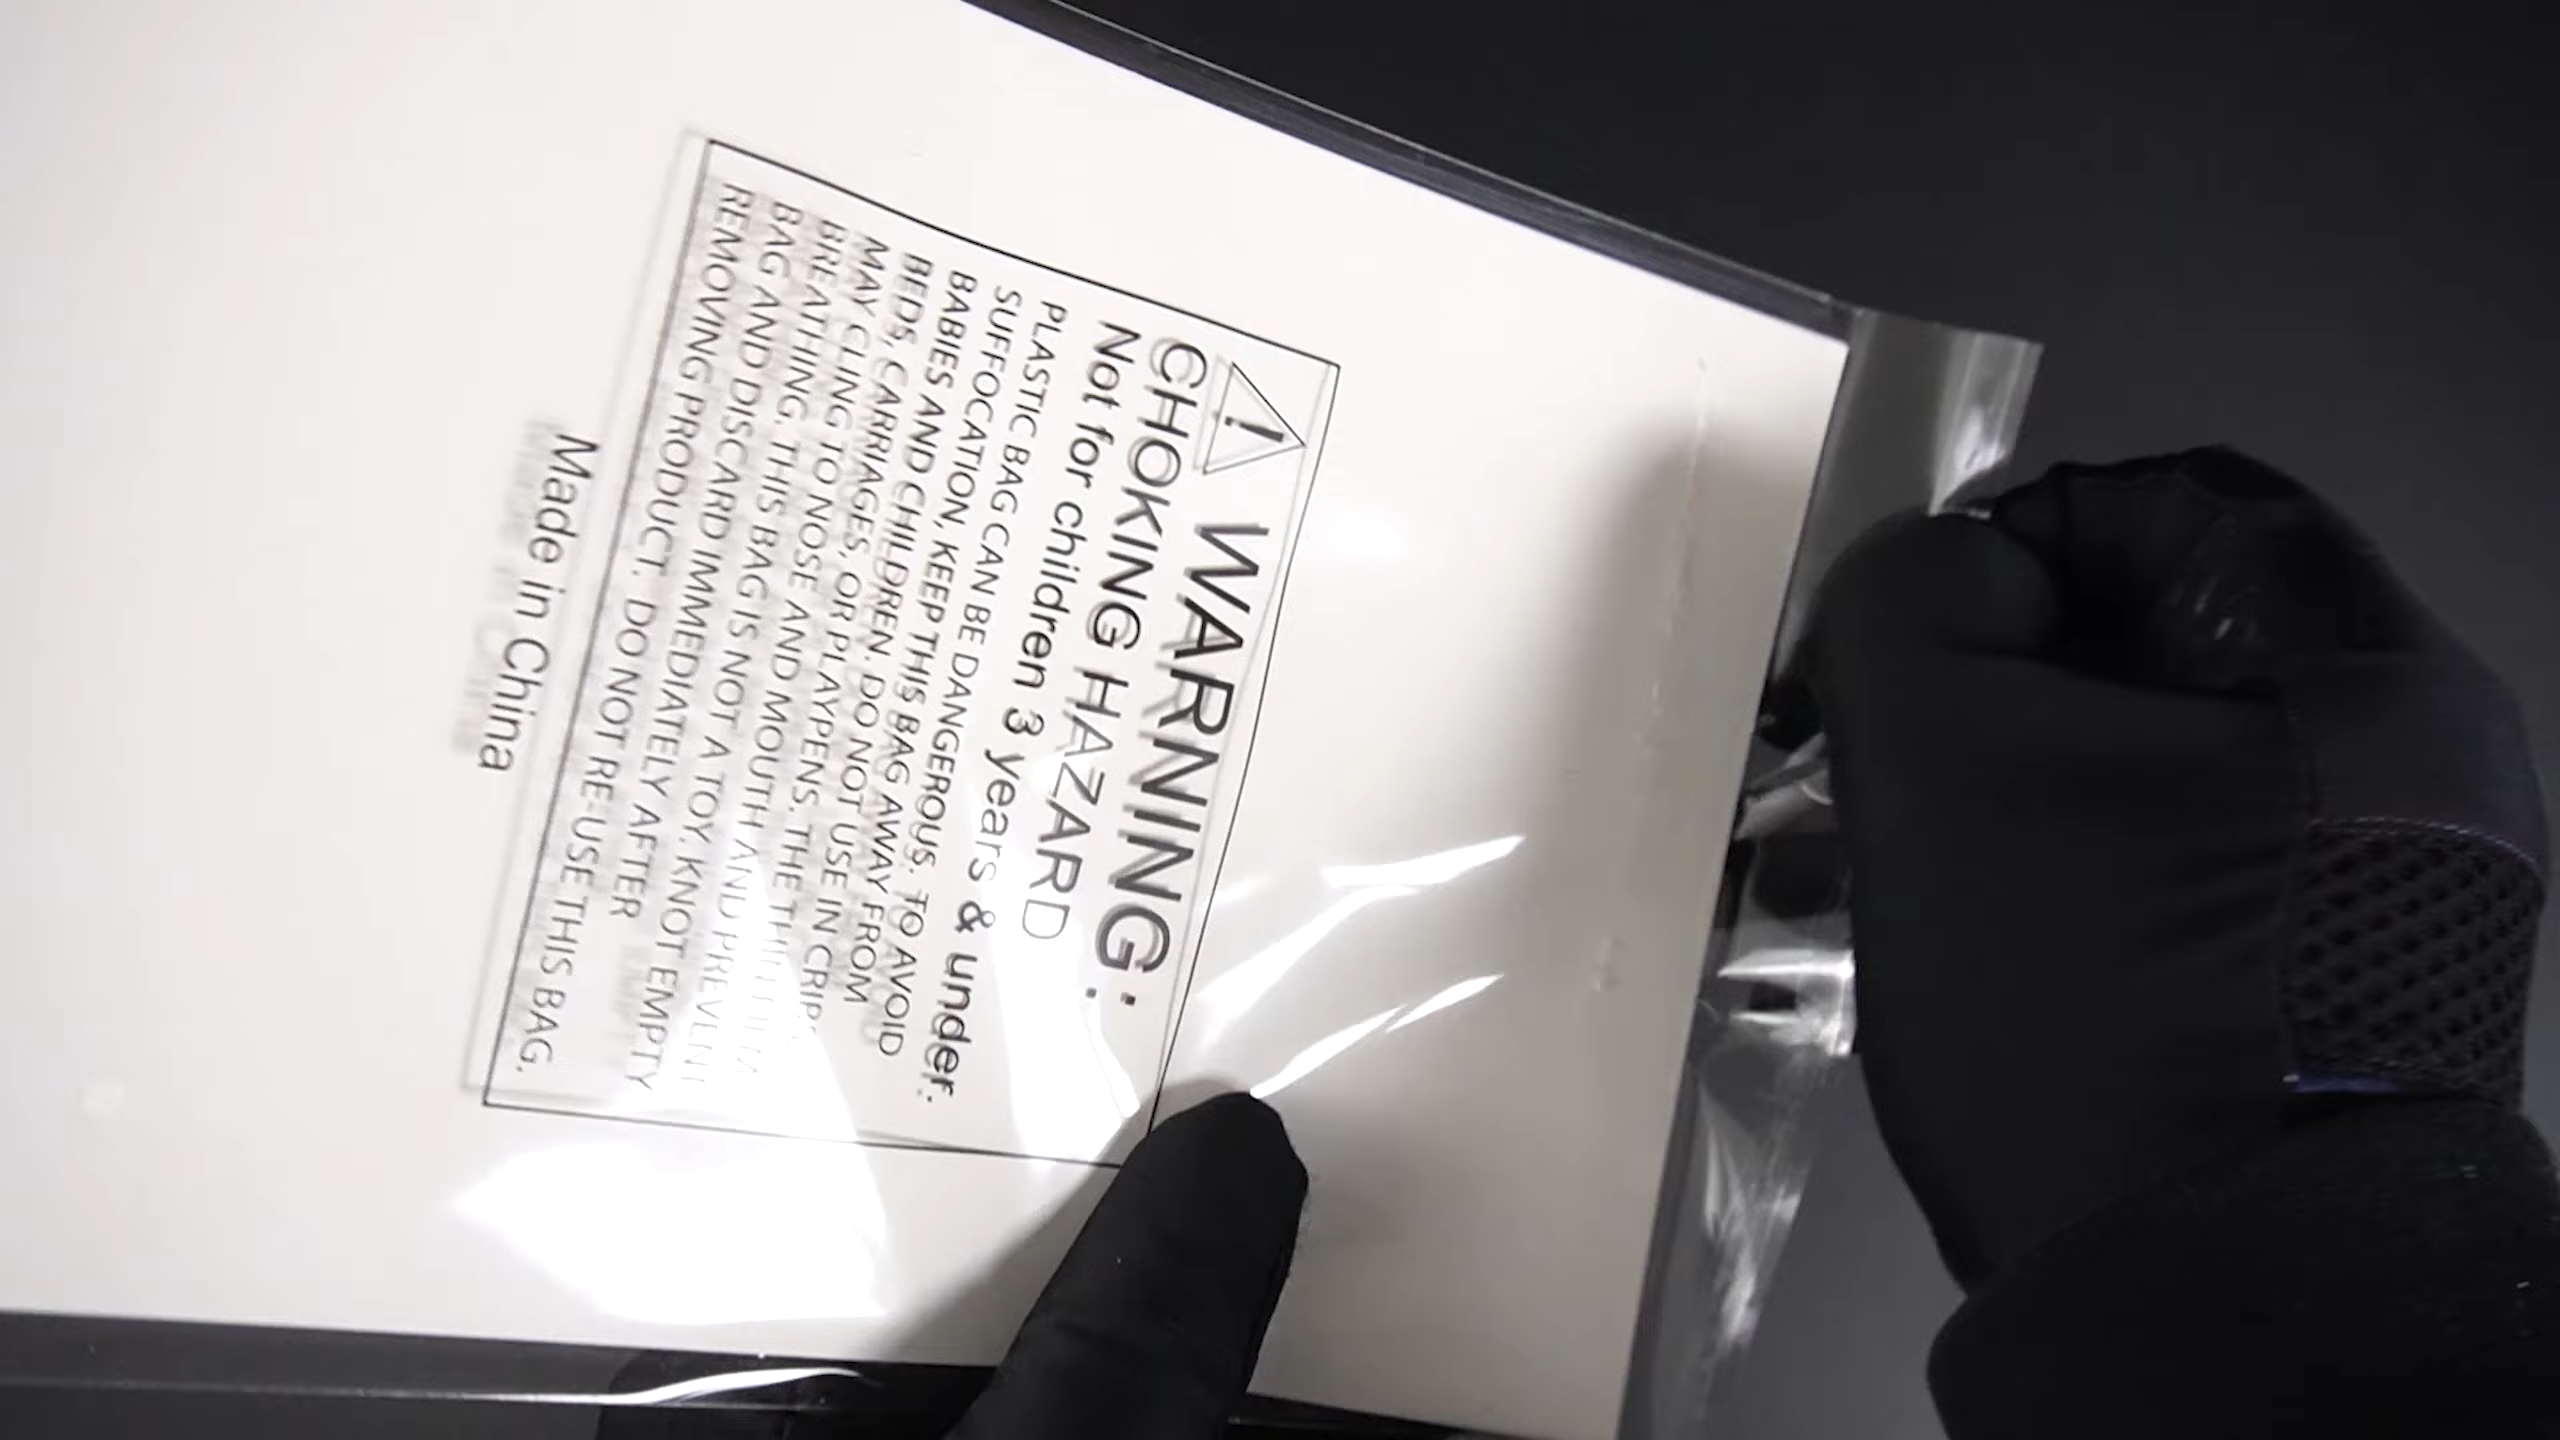 WARNING:
CHOKING HAZARD
Not for children 3 years & under.
PLASTIC BAG CAN BE DANGEROUS. TO AVOID
SUFFOCATION, KEEP THIS BAG AWAY FROM
BABIES AND CHILDREN. DO NOT USE IN CRIBS
BEDS, CARRIAGES, OR PLAYPENS. THE THIN FILM
MAY CLING TO NOSE AND MOUTH AND PREVENT
BREATHING. THIS BAG IS NOT A TOY. KNOT EMPTY
BAG AND DISCARD IMMEDIATELY AFTER
REMOVING PRODUCT. DO NOT RE-USE THIS BAG.
Made in China